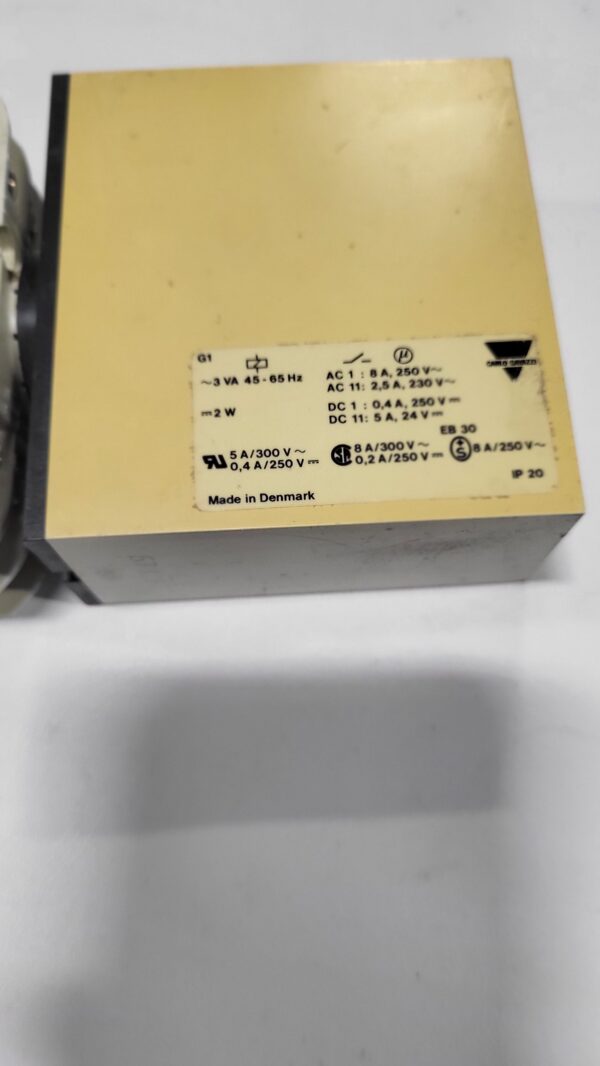 G1
µ
CARLO GAVAZZI
~3 VA 45-65 Hz
AC 1 : 8 A, 250 V~
AC 11: 2,5 A, 230 V~
⎓2 W
DC 1 : 0,4 A, 250 V⎓
DC 11: 5 A, 24 V⎓
EB 30
5 A/300 V~
0,4 A/250 V⎓
8 A/300 V~
0,2 A/250 V⎓
S
8 A/250 V~
IP 20
Made in Denmark